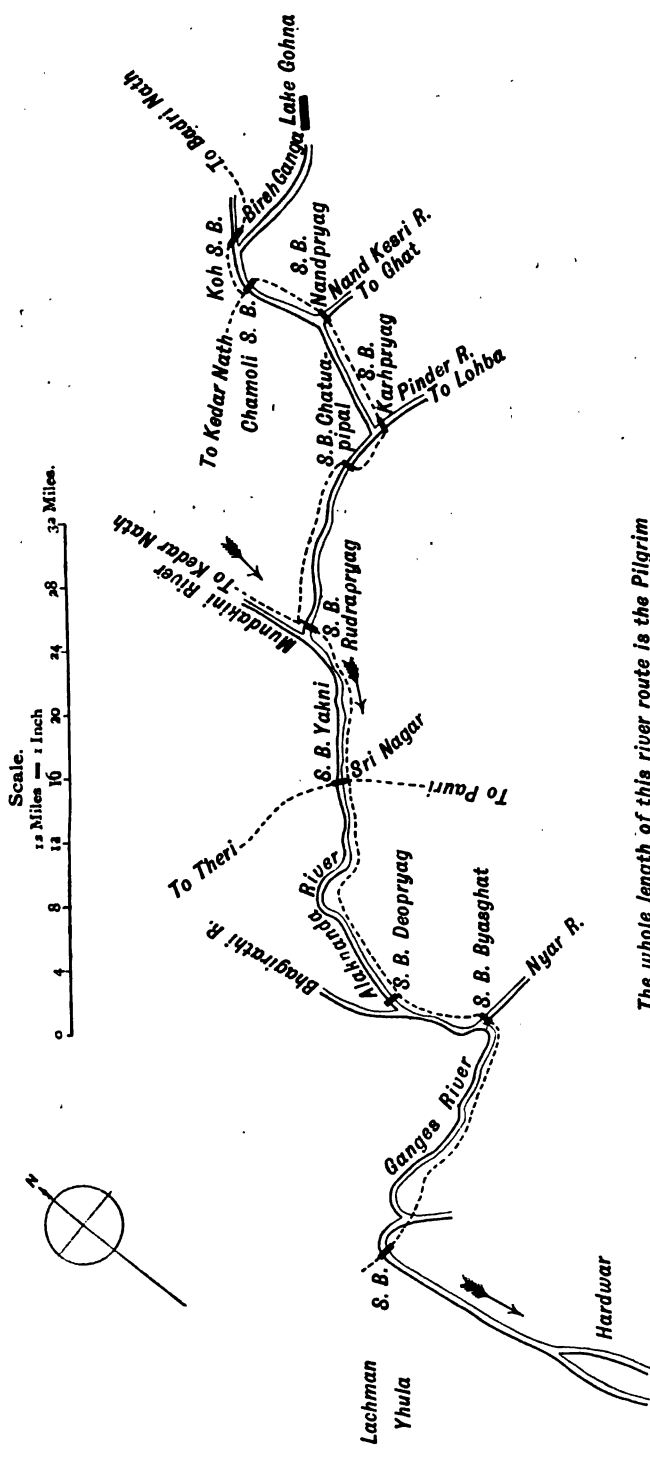 Scale.
12 Miles = 1 Inch
0 4 8 12 16 20 24 28 32 Miles.
N
To Badri Nath
Lake Gohna
Bireh Ganga
Koh S. B.
S. B.
Nandpryag
Nand Kesri R.
To Ghat
To Kedar Nath
Chamoli S. B.
S. B. Chatua-
pipal
S. B.
Karhpryag
Pinder R.
To Lohba
To Kedar Nath
Mundakini River
S. B.
Rudrapryag
S. B. Yakni
Sri Nagar
To Theri
To Pauri
Alaknanda River
Bhagirathi R.
S. B. Deopryag
S. B. Byasghat
Nyar R.
Ganges River
S. B.
Lachman
Yhula
Hardwar
The whole length of this river route is the Pilgrim